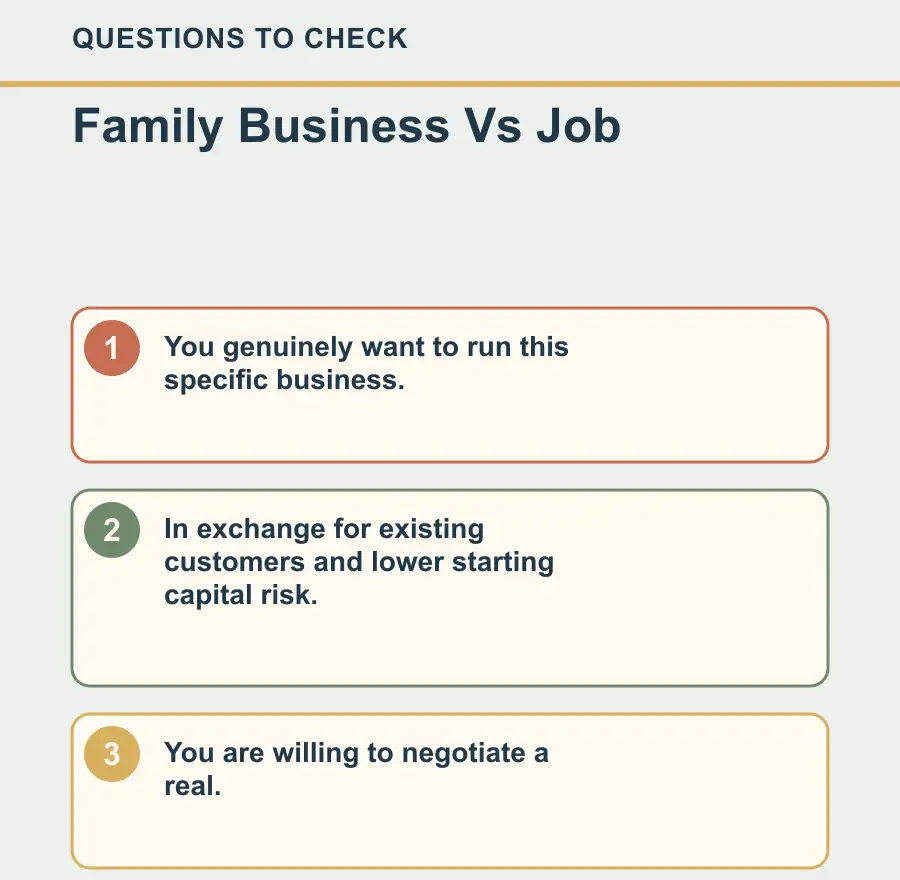 QUESTIONS TO CHECK
Family Business Vs Job
1
You genuinely want to run this
specific business.
2
In exchange for existing
customers and lower starting
capital risk.
3
You are willing to negotiate a
real.